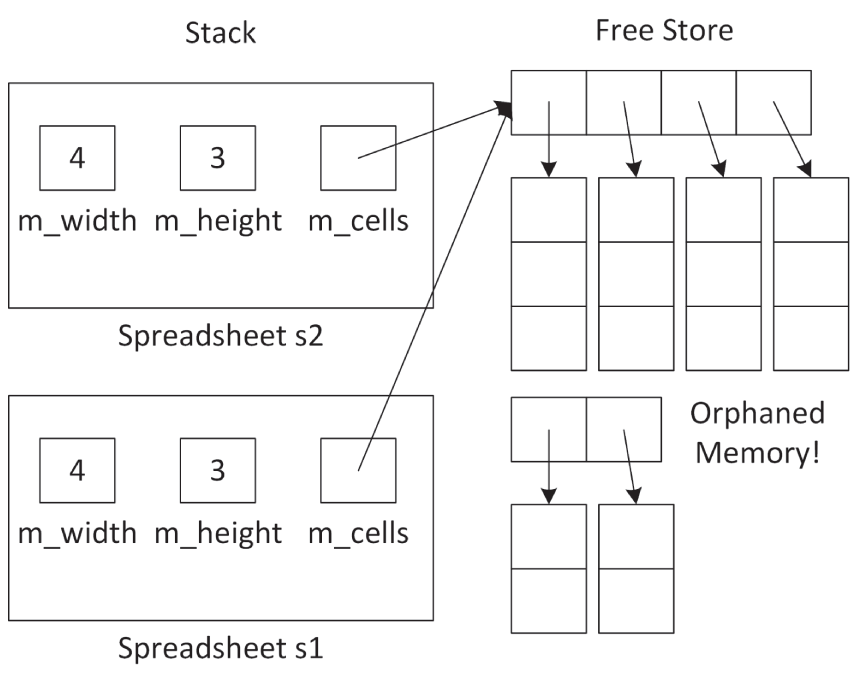 Stack
Free Store
4 3
m_width m_height m_cells
Spreadsheet s2
4 3
m_width m_height m_cells
Spreadsheet s1
Orphaned
Memory!